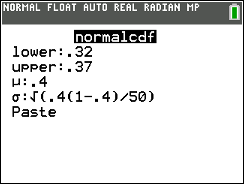 NORMAL FLOAT AUTO REAL RADIAN MP
normalcdf
lower:.32
upper:.37
μ:.4
σ:√(.4(1-.4)/50)
Paste